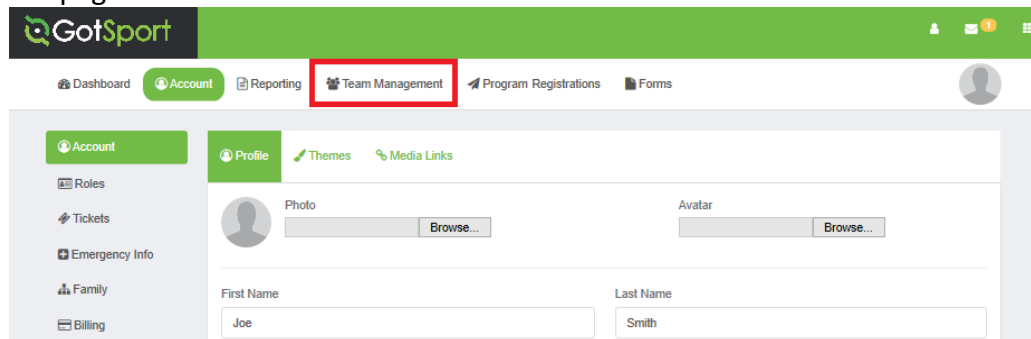 GotSport
1
Dashboard Account Reporting Team Management Program Registrations Forms
Account
Profile Themes Media Links
Roles
Photo Avatar
Tickets
Browse... Browse...
Emergency Info
Family
First Name Last Name
Billing
Joe Smith